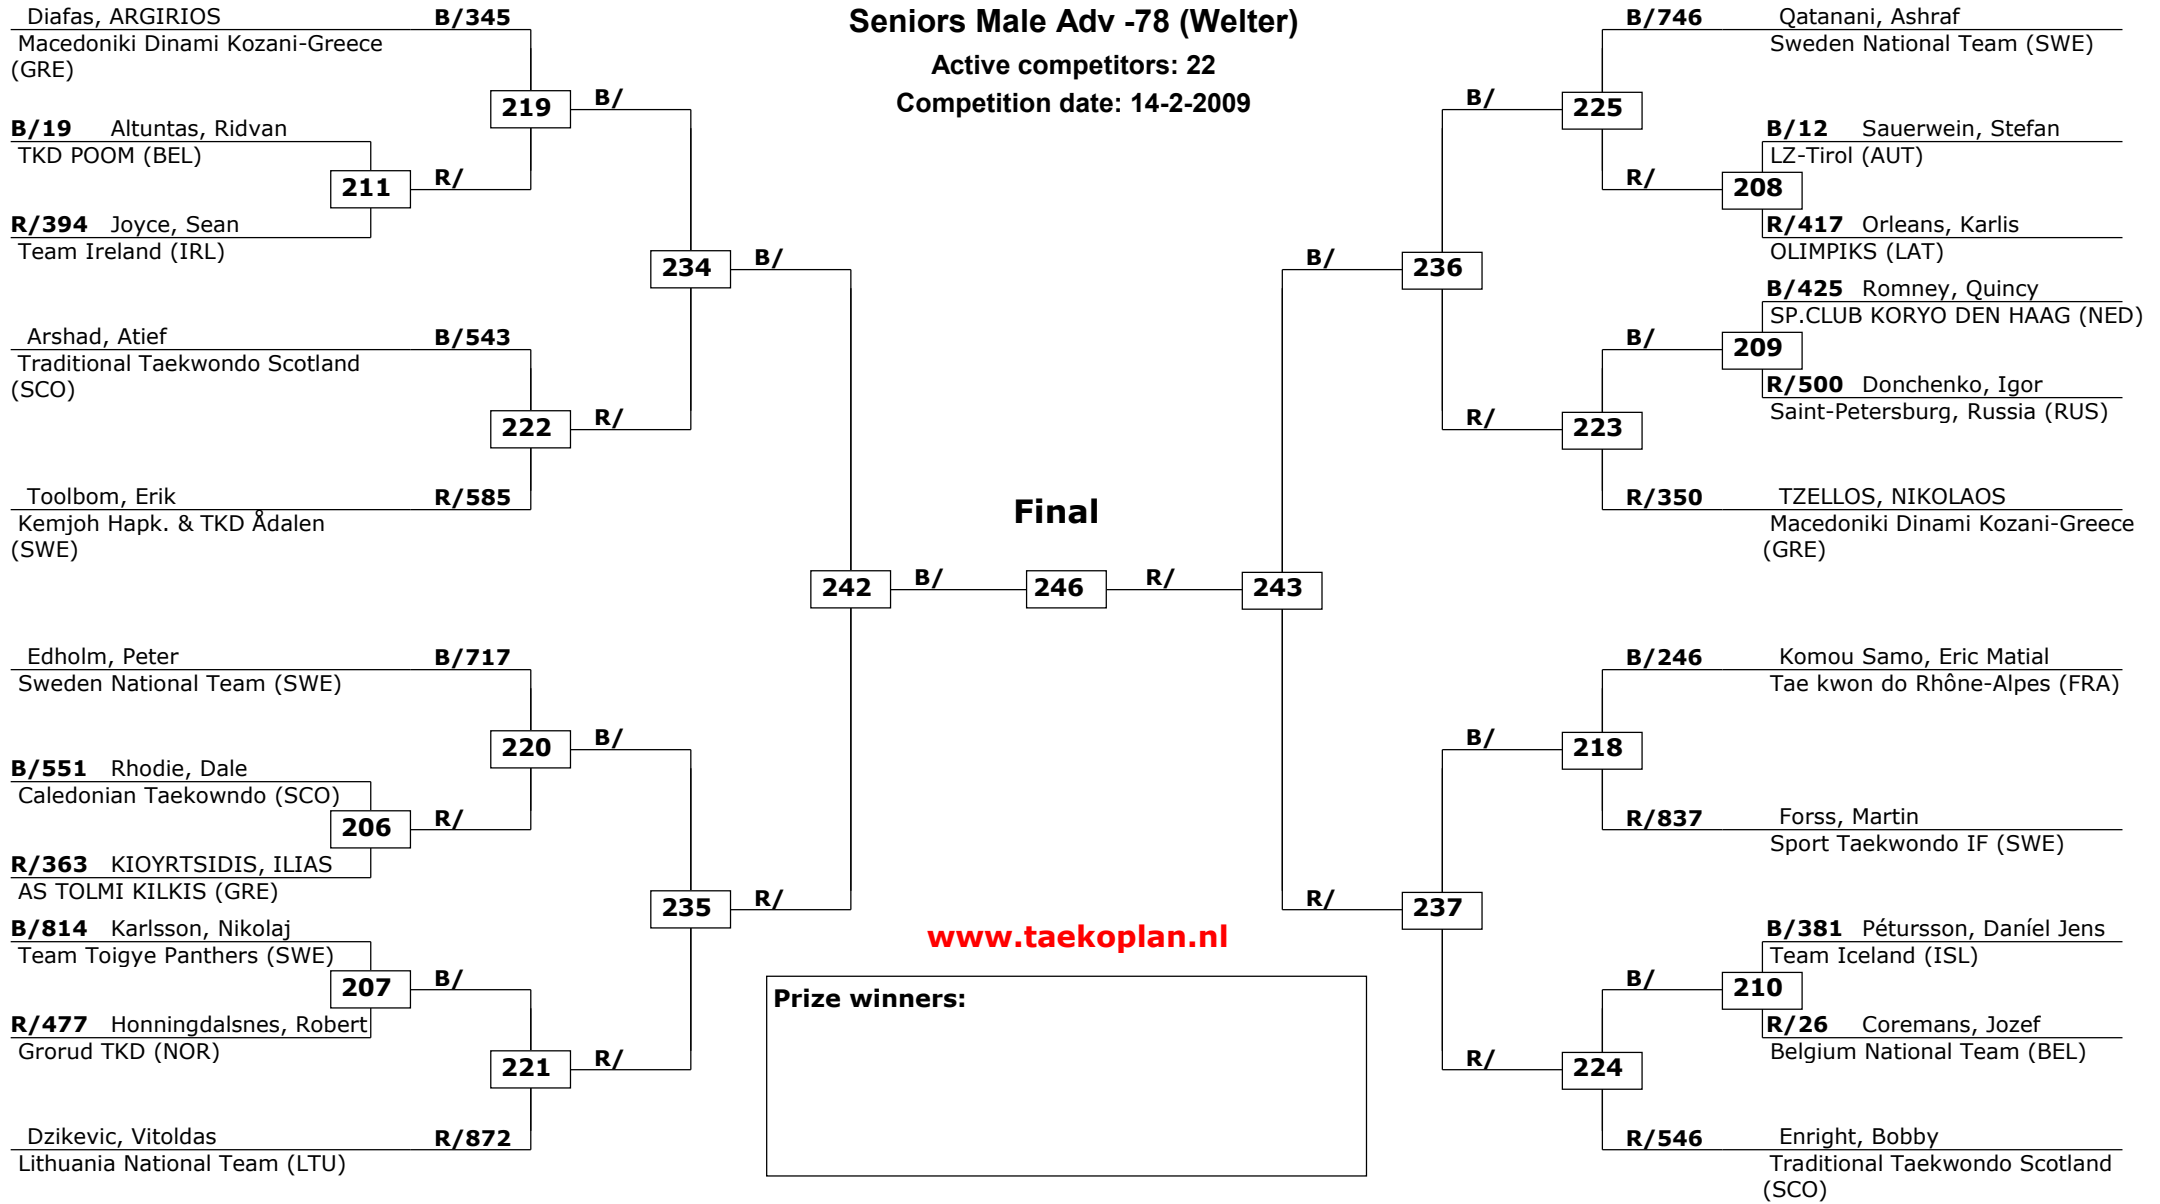 Seniors Male Adv -78 (Welter)
Active competitors: 22
Competition date: 14-2-2009
Diafas, ARGIRIOS B/345
Macedoniki Dinami Kozani-Greece
(GRE)
219 B/
B/19 Altuntas, Ridvan
TKD POOM (BEL)
211 R/
R/394 Joyce, Sean
Team Ireland (IRL)
234 B/
Arshad, Atief B/543
Traditional Taekwondo Scotland
(SCO)
222 R/
Toolbom, Erik R/585
Kemjoh Hapk. & TKD Ådalen
(SWE)
Final
242 B/ 246 R/ 243
Edholm, Peter B/717
Sweden National Team (SWE)
220 B/
B/551 Rhodie, Dale
Caledonian Taekowndo (SCO)
206 R/
R/363 KIOYRTSIDIS, ILIAS
AS TOLMI KILKIS (GRE)
235 R/
B/814 Karlsson, Nikolaj
Team Toigye Panthers (SWE)
207 B/
R/477 Honningdalsnes, Robert
Grorud TKD (NOR)
221 R/
Dzikevic, Vitoldas R/872
Lithuania National Team (LTU)
B/746 Qatanani, Ashraf
Sweden National Team (SWE)
B/ 225
B/12 Sauerwein, Stefan
LZ-Tirol (AUT)
R/ 208
R/417 Orleans, Karlis
OLIMPIKS (LAT)
B/ 236
B/425 Romney, Quincy
SP.CLUB KORYO DEN HAAG (NED)
B/ 209
R/500 Donchenko, Igor
Saint-Petersburg, Russia (RUS)
R/ 223
R/350 TZELLOS, NIKOLAOS
Macedoniki Dinami Kozani-Greece
(GRE)
B/246 Komou Samo, Eric Matial
Tae kwon do Rhône-Alpes (FRA)
B/ 218
R/837 Forss, Martin
Sport Taekwondo IF (SWE)
R/ 237
B/381 Pétursson, Daníel Jens
Team Iceland (ISL)
B/ 210
R/26 Coremans, Jozef
Belgium National Team (BEL)
R/ 224
R/546 Enright, Bobby
Traditional Taekwondo Scotland
(SCO)
www.taekoplan.nl
Prize winners: